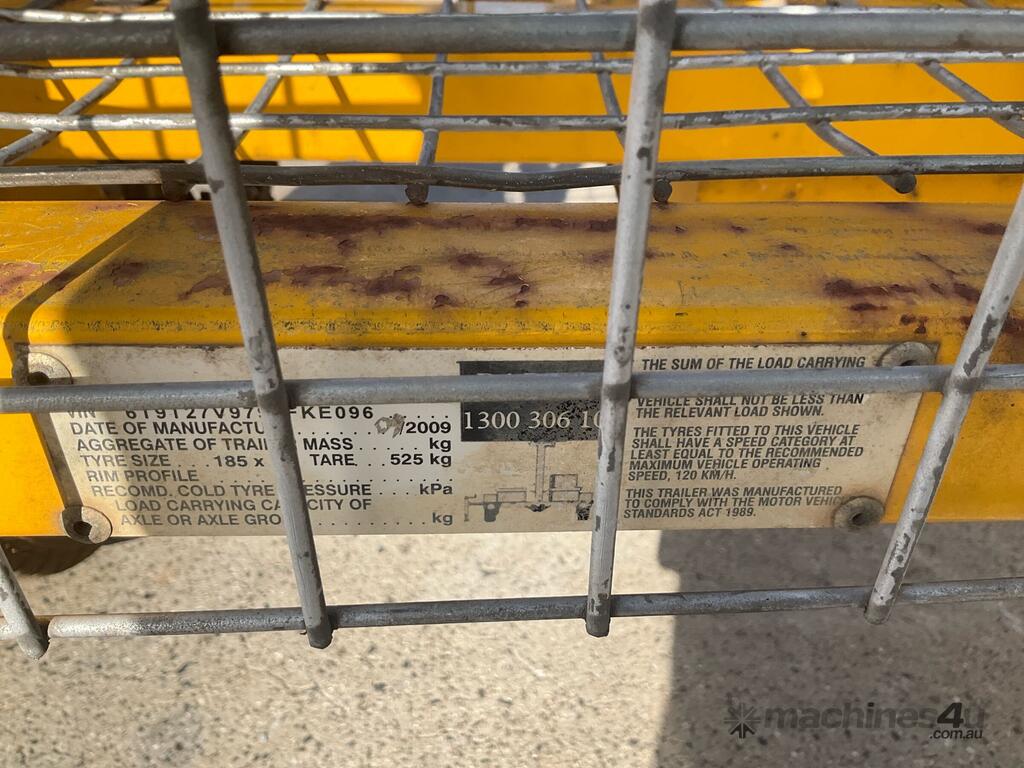 VIN 6T9T27V97 FKE096
DATE OF MANUFACTU 09/2009
AGGREGATE OF TRAIL MASS kg
TYRE SIZE 185 x TARE 525 kg
RIM PROFILE
RECOMD. COLD TYRE PRESSURE kPa
LOAD CARRYING CAPACITY OF
AXLE OR AXLE GRO kg
1300 306 10
THE SUM OF THE LOAD CARRYING
VEHICLE SHALL NOT BE LESS THAN
THE RELEVANT LOAD SHOWN.
THE TYRES FITTED TO THIS VEHICLE
SHALL HAVE A SPEED CATEGORY AT
LEAST EQUAL TO THE RECOMMENDED
MAXIMUM VEHICLE OPERATING
SPEED, 120 KM/H.
THIS TRAILER WAS MANUFACTURED
TO COMPLY WITH THE MOTOR VEHIC
STANDARDS ACT 1989.
machines4u
.com.au